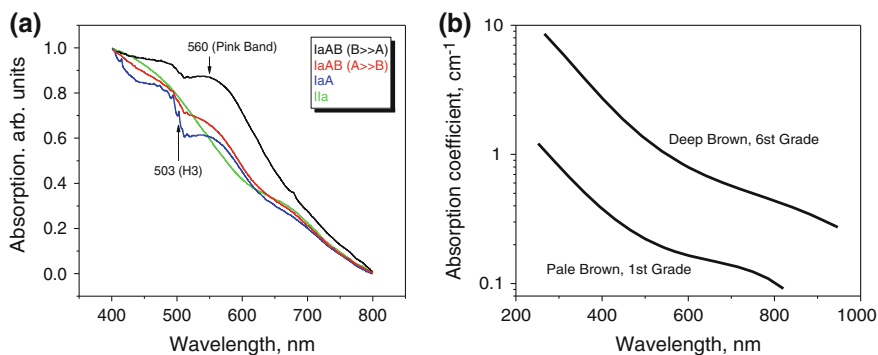 (a)
Absorption. arb. units
1.0
0.8
0.6
0.4
0.2
0.0
560 (Pink Band)
503 (H3)
IaAB (B>>A)
IaAB (A>>B)
IaA
IIa
400
500
600
700
800
Wavelength, nm
(b)
Absorption coefficient, cm-1
10
1
0.1
Deep Brown, 6st Grade
Pale Brown, 1st Grade
200
400
600
800
1000
Wavelength, nm